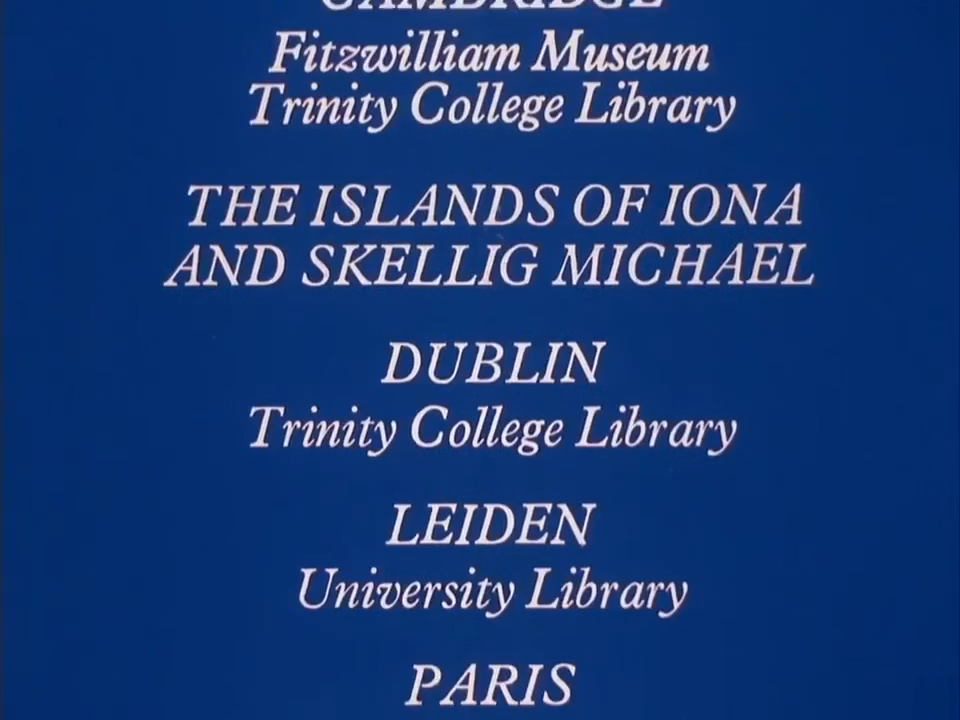 CAMBRIDGE
Fitzwilliam Museum
Trinity College Library
THE ISLANDS OF IONA
AND SKELLIG MICHAEL
DUBLIN
Trinity College Library
LEIDEN
University Library
PARIS